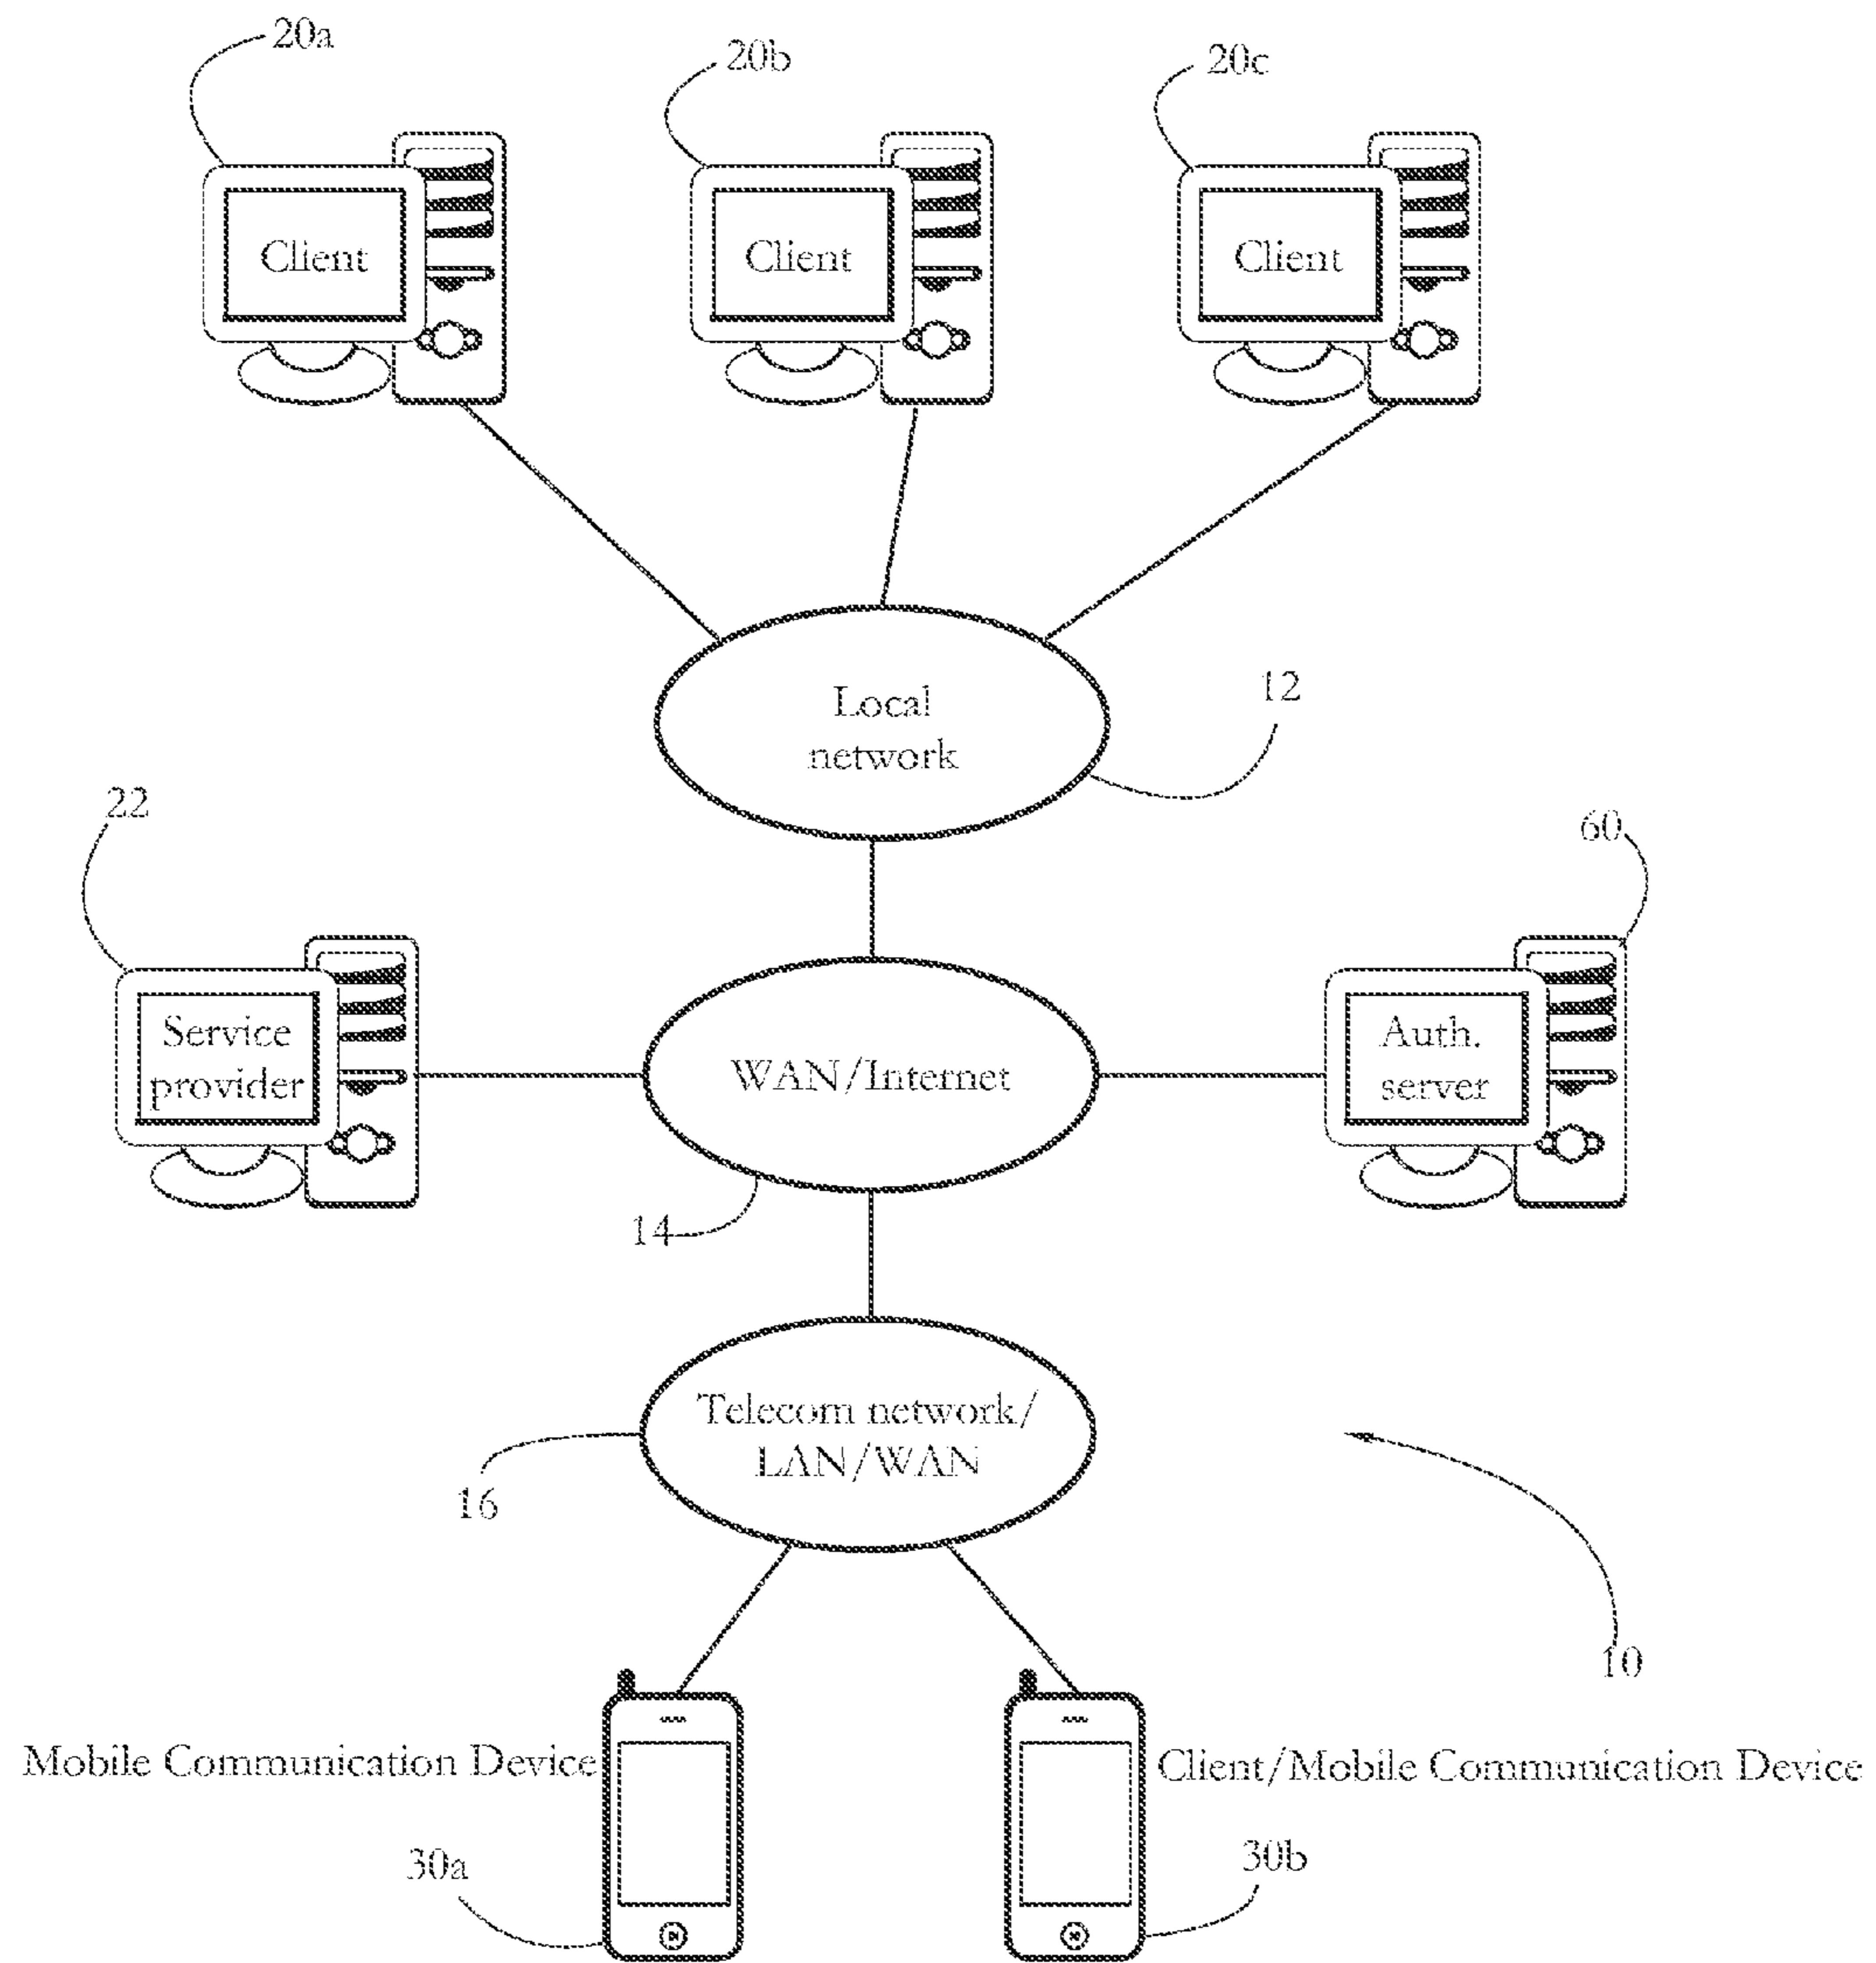 20a
20b
20c
Client
Client
Client
Local
network
12
22
60
Service
provider
WAN/Internet
Auth.
server
14
Telecom network/
LAN/WAN
16
10
Mobile Communication Device
Client/Mobile Communication Device
30a
30b